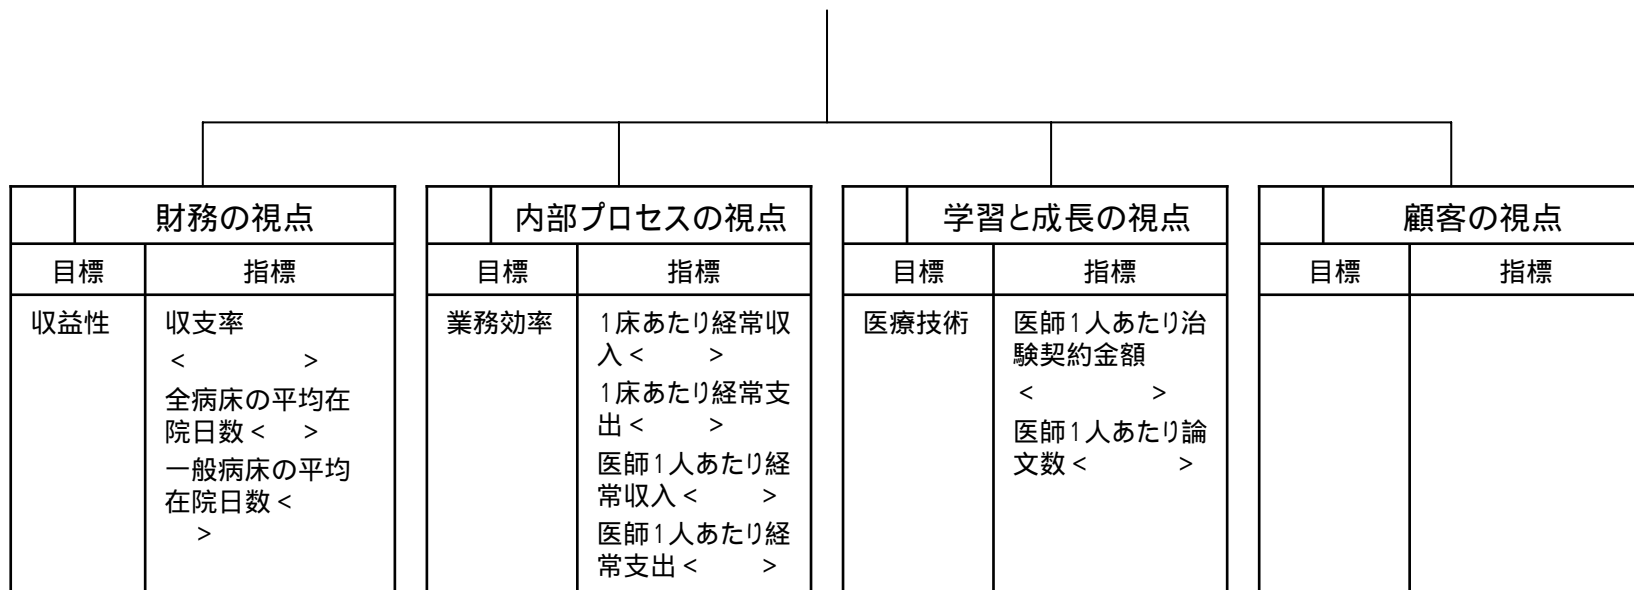 財務の視点
目標 指標
収益性
収支率
< >
全病床の平均在
院日数< >
一般病床の平均
在院日数<
>
内部プロセスの視点
目標 指標
業務効率
1床あたり経常収
入< >
1床あたり経常支
出< >
医師1人あたり経
常収入< >
医師1人あたり経
常支出< >
学習と成長の視点
目標 指標
医療技術
医師1人あたり治
験契約金額
< >
医師1人あたり論
文数< >
顧客の視点
目標 指標